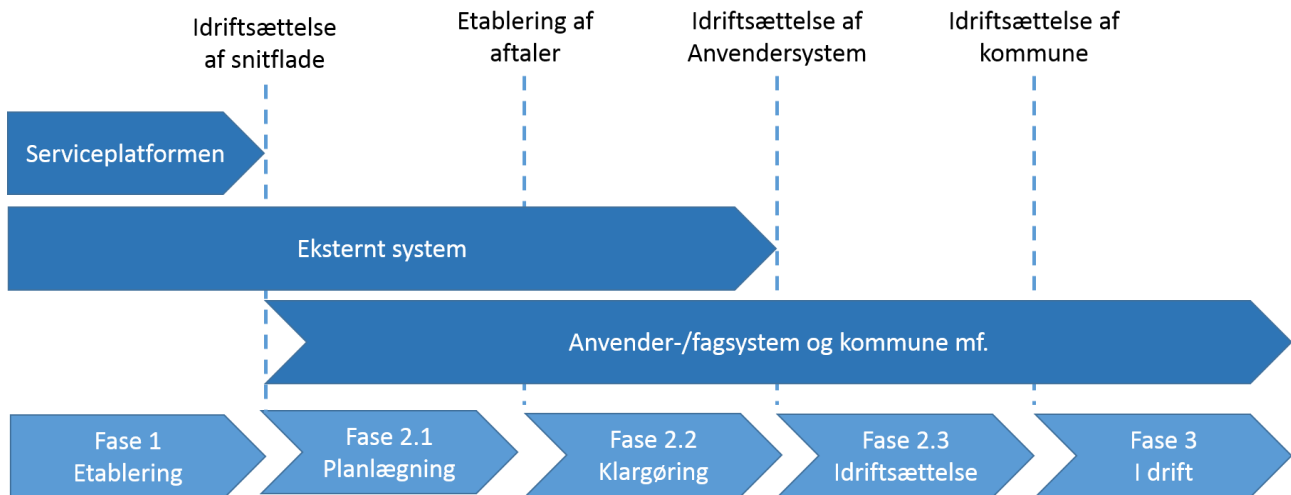 Idriftsættelse
af snitflade
Etablering af
aftaler
Idriftsættelse af
Anvendersystem
Idriftsættelse af
kommune
Serviceplatformen
Eksternt system
Anvender-/fagsystem og kommune mf.
Fase 1
Etablering
Fase 2.1
Planlægning
Fase 2.2
Klargøring
Fase 2.3
Idriftsættelse
Fase 3
I drift